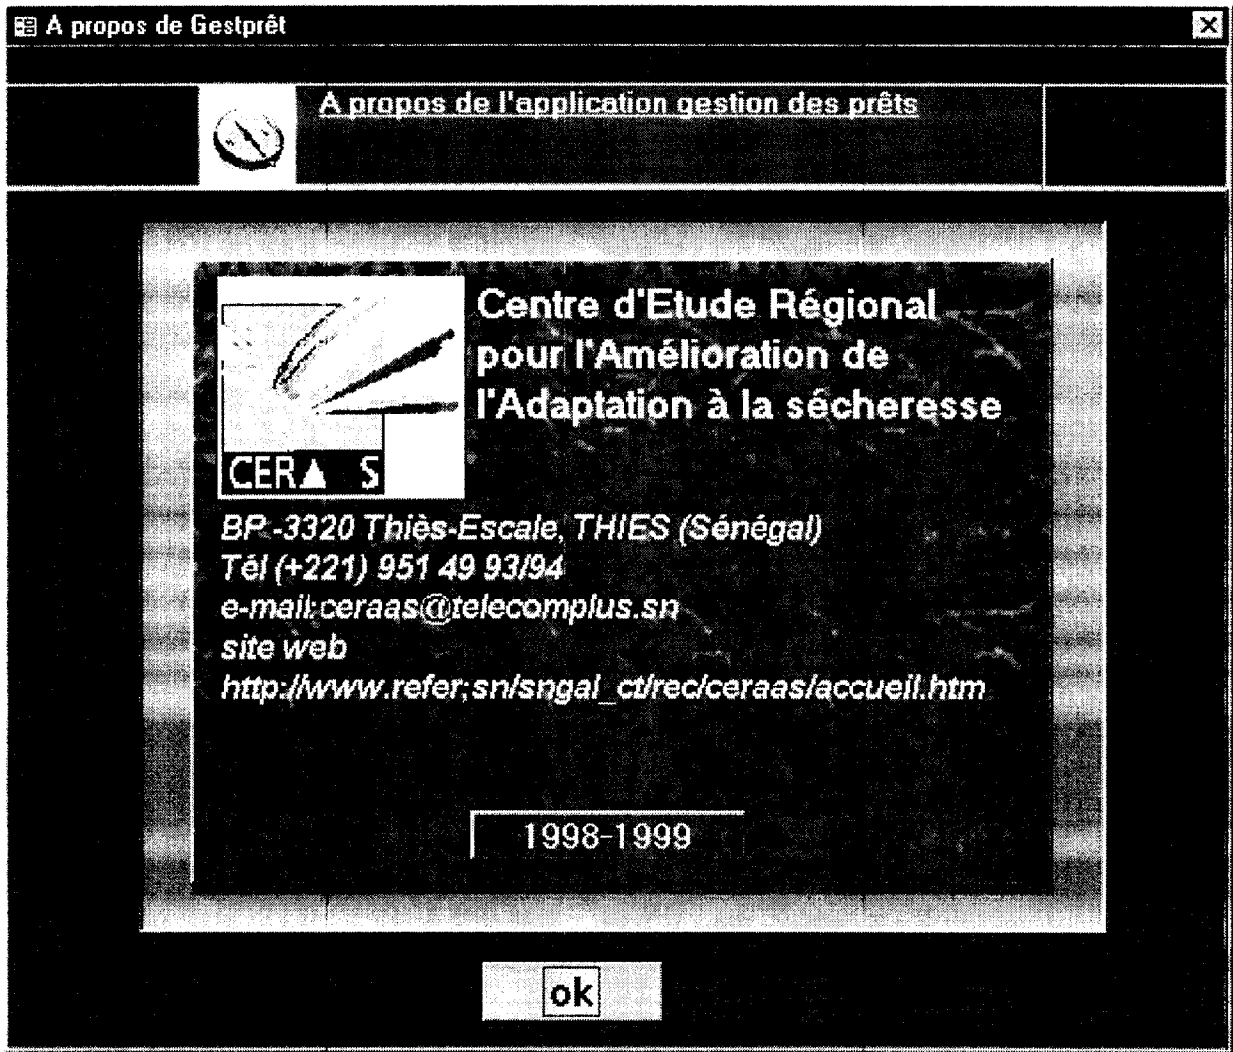 A propos de Gestprêt
A propos de l'application gestion des prêts
Centre d'Etude Régional
pour l'Amélioration de
l'Adaptation à la sécheresse
CERA S
BP.-3320 Thiès-Escale, THIES (Sénégal)
Tél (+221) 951 49 93/94
e-mail:ceraas@telecomplus.sn
site web
http://www.refer;sn/sngal_ct/rec/ceraas/accueil.htm
1998-1999
ok